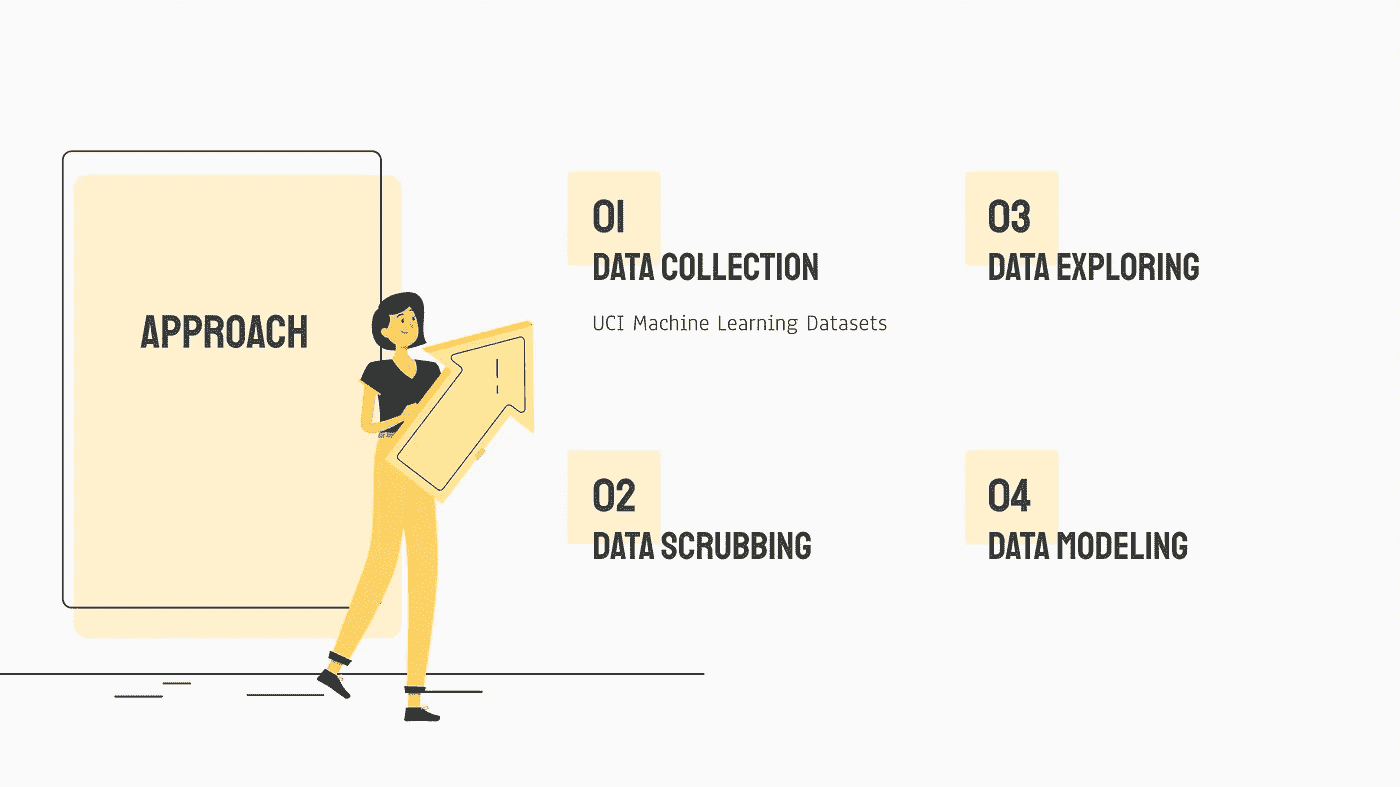 APPROACH
01
DATA COLLECTION
UCI Machine Learning Datasets
02
DATA SCRUBBING
03
DATA EXPLORING
04
DATA MODELING